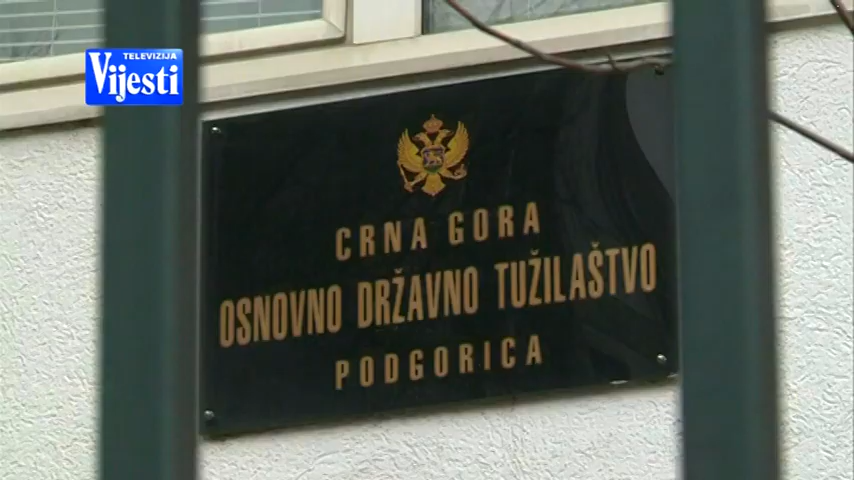 TELEVIZIJA
Vijesti
CRNA GORA
OSNOVNO DRŽAVNO TUŽILAŠTVO
PODGORICA